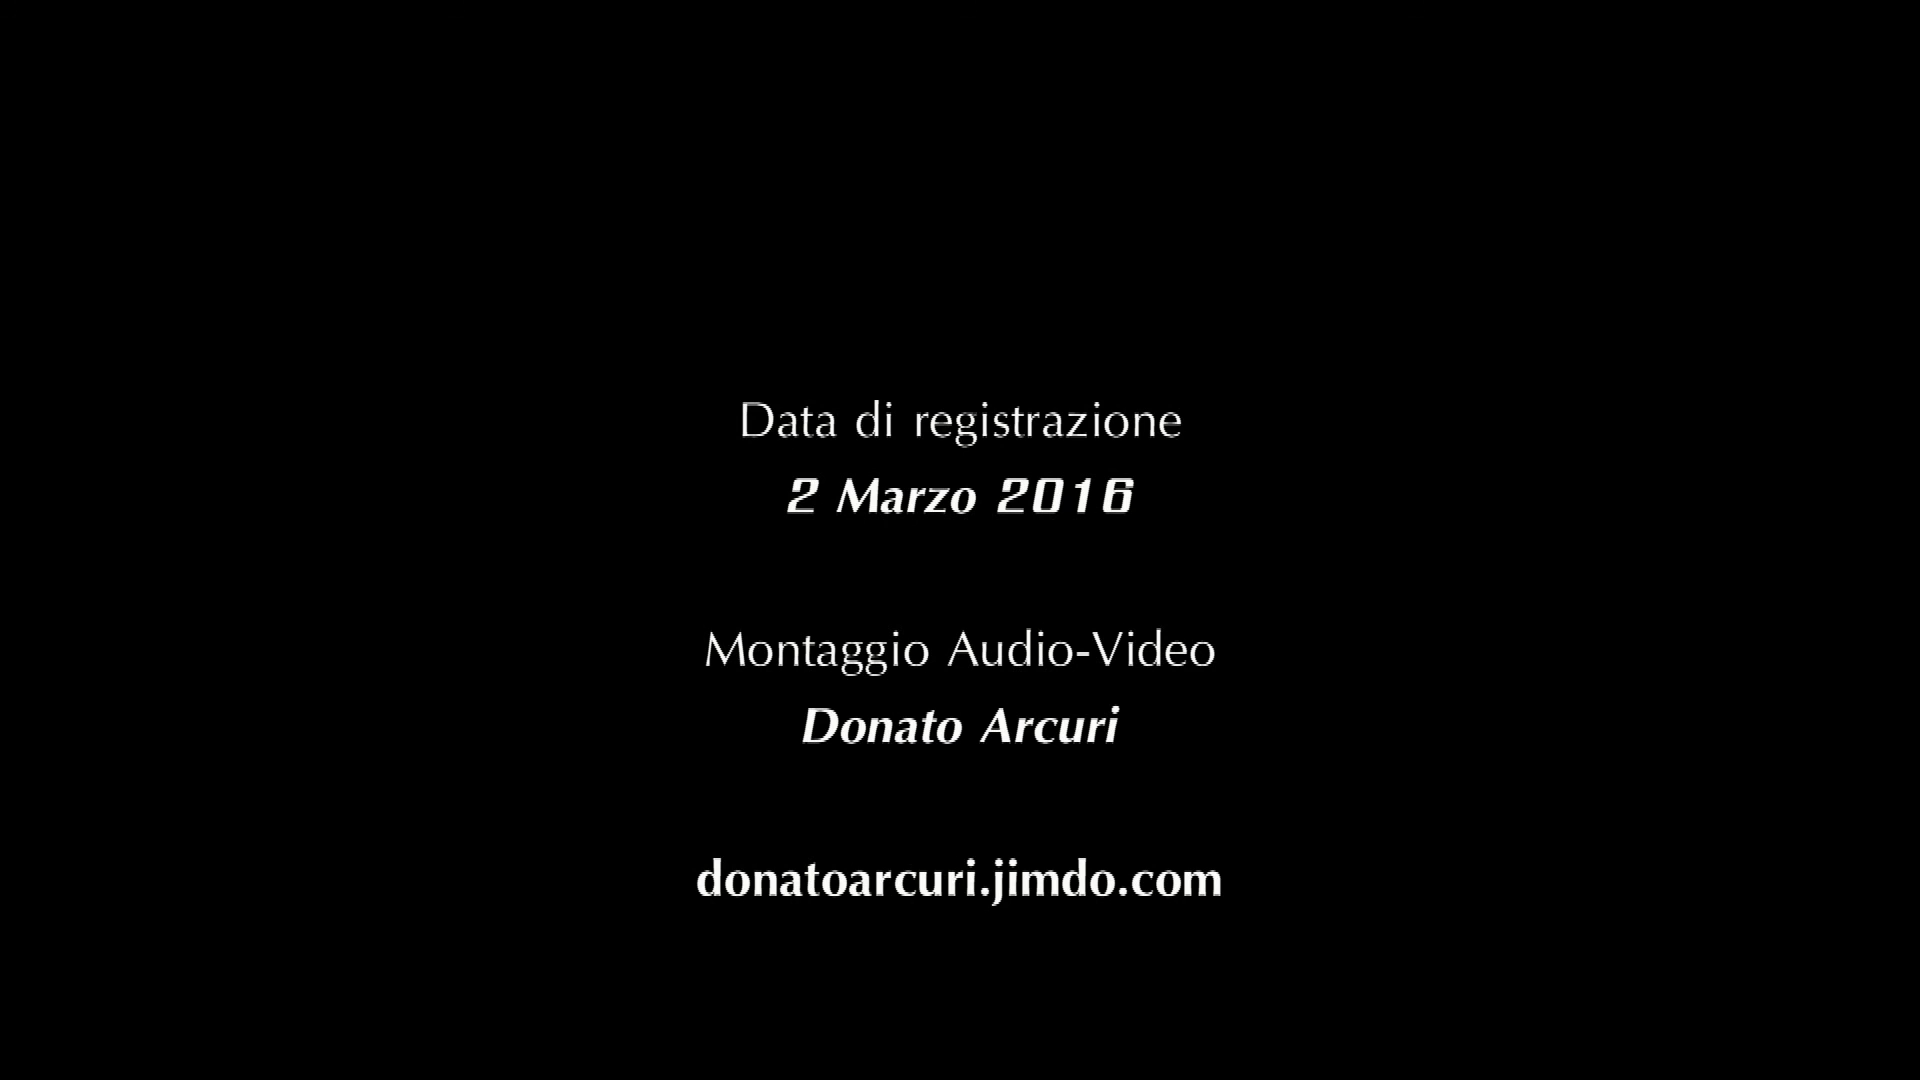 Data di registrazione
2 Marzo 2016
Montaggio Audio-Video
Donato Arcuri
donatoarcuri.jimdo.com